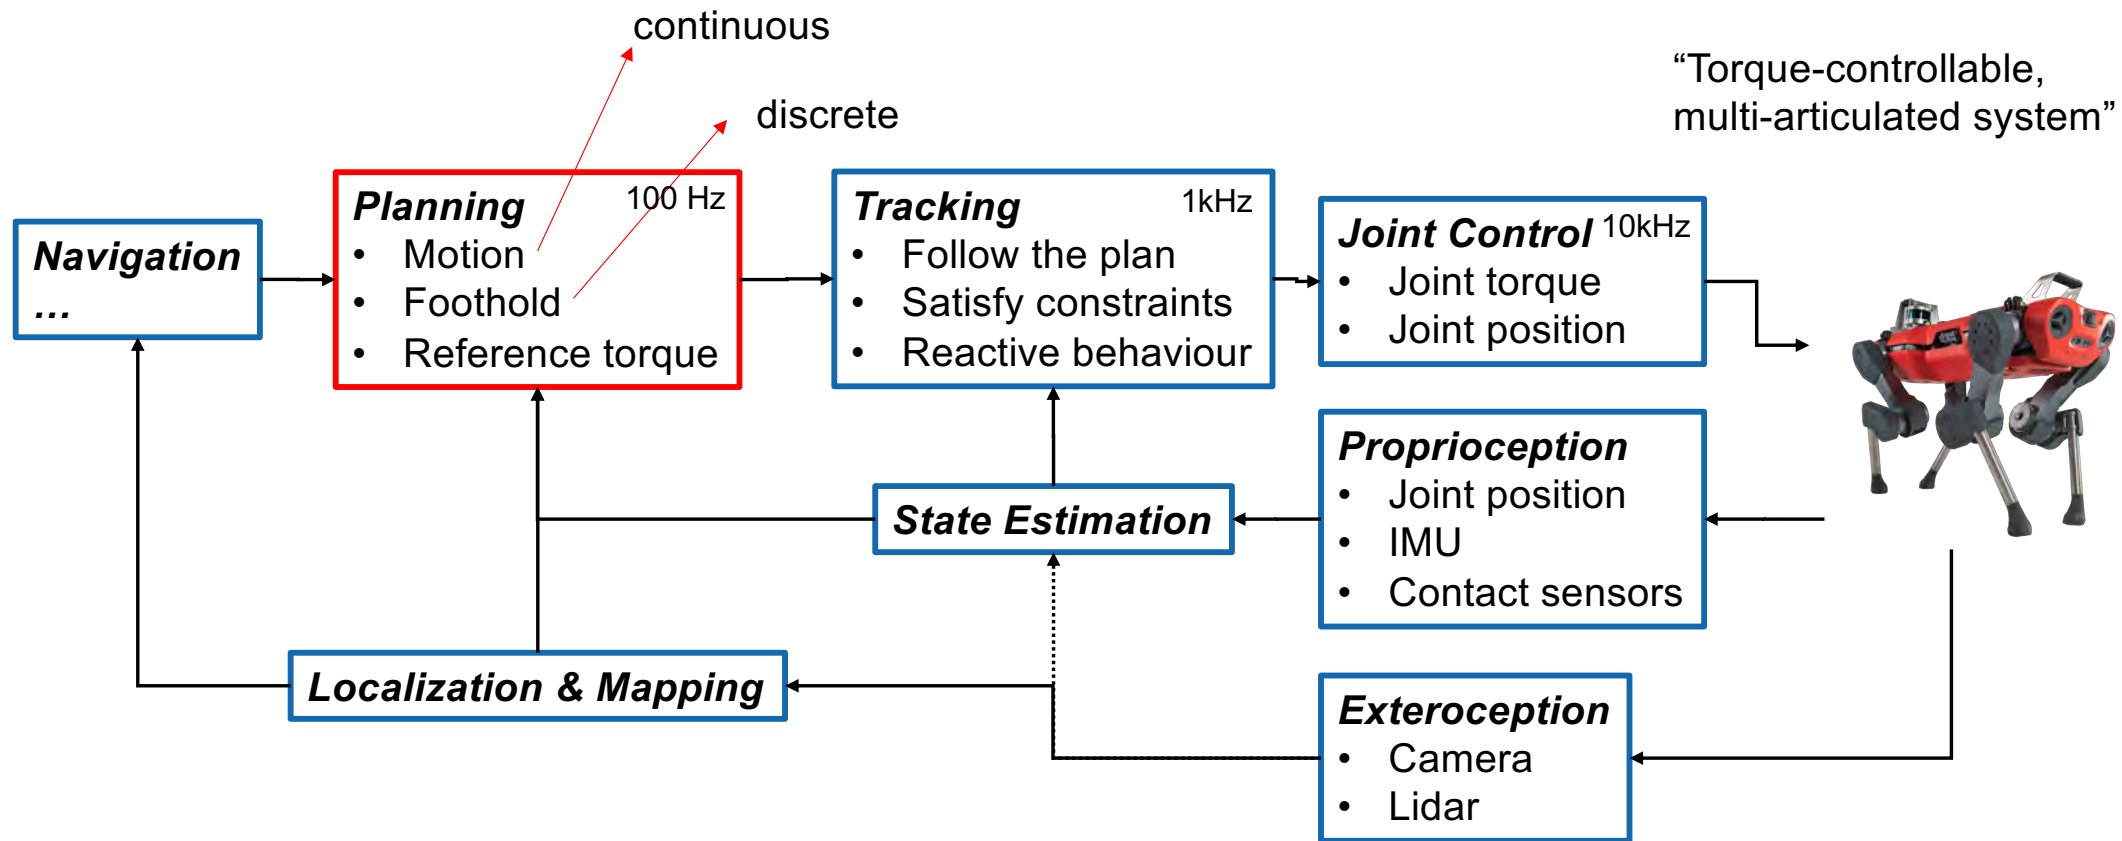 continuous
discrete
“Torque-controllable,
multi-articulated system”
Navigation
...
Planning
100 Hz
• Motion
• Foothold
• Reference torque
Tracking
1kHz
• Follow the plan
• Satisfy constraints
• Reactive behaviour
Joint Control
10kHz
• Joint torque
• Joint position
Proprioception
• Joint position
• IMU
• Contact sensors
State Estimation
Localization & Mapping
Exteroception
• Camera
• Lidar